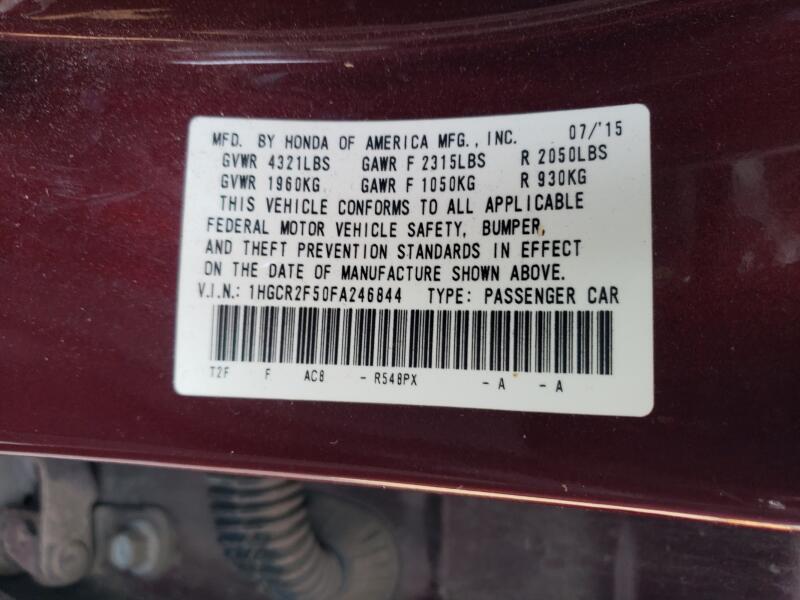 MFD. BY HONDA OF AMERICA MFG., INC. 07/'15
GVWR 4321LBS GAWR F 2315LBS R 2050LBS
GVWR 1960KG GAWR F 1050KG R 930KG
THIS VEHICLE CONFORMS TO ALL APPLICABLE
FEDERAL MOTOR VEHICLE SAFETY, BUMPER,
AND THEFT PREVENTION STANDARDS IN EFFECT
ON THE DATE OF MANUFACTURE SHOWN ABOVE.
V.I.N.: 1HGCR2F50FA246844 TYPE: PASSENGER CAR
T2F F AC8 - R548PX - A - A